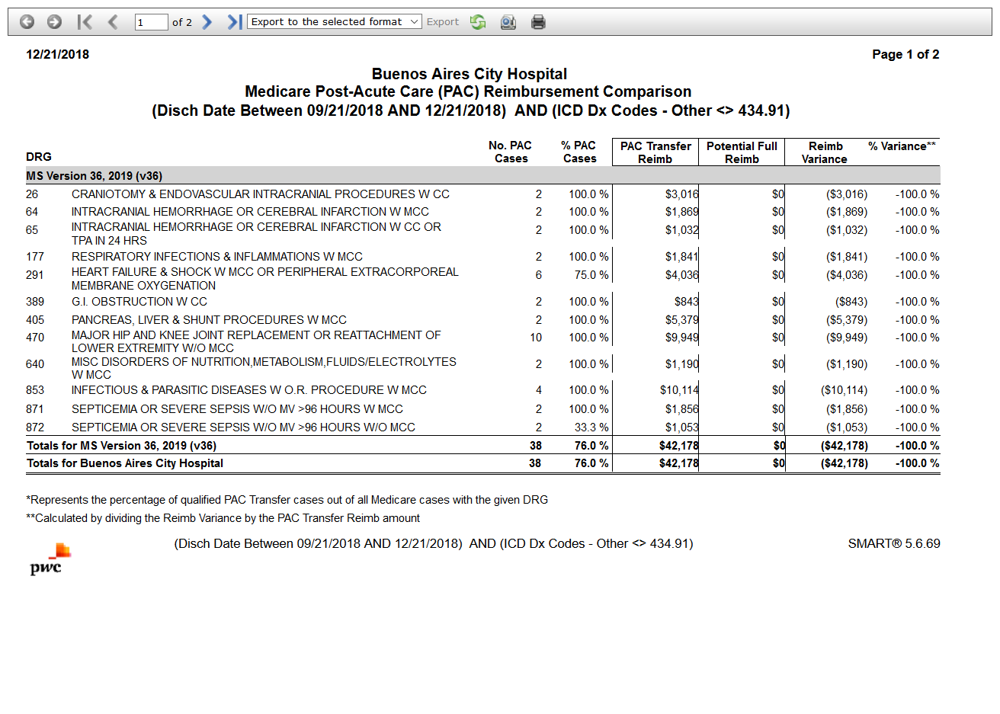 1 of 2 Export to the selected format Export
12/21/2018 Page 1 of 2
Buenos Aires City Hospital
Medicare Post-Acute Care (PAC) Reimbursement Comparison
(Disch Date Between 09/21/2018 AND 12/21/2018) AND (ICD Dx Codes - Other <> 434.91)
DRG No. PAC Cases % PAC Cases PAC Transfer Reimb Potential Full Reimb Reimb Variance % Variance**
MS Version 36, 2019 (v36)
26 CRANIOTOMY & ENDOVASCULAR INTRACRANIAL PROCEDURES W CC 2 100.0 % $3,016 $0 ($3,016) -100.0 %
64 INTRACRANIAL HEMORRHAGE OR CEREBRAL INFARCTION W MCC 2 100.0 % $1,869 $0 ($1,869) -100.0 %
65 INTRACRANIAL HEMORRHAGE OR CEREBRAL INFARCTION W CC OR
TPA IN 24 HRS 2 100.0 % $1,032 $0 ($1,032) -100.0 %
177 RESPIRATORY INFECTIONS & INFLAMMATIONS W MCC 2 100.0 % $1,841 $0 ($1,841) -100.0 %
291 HEART FAILURE & SHOCK W MCC OR PERIPHERAL EXTRACORPOREAL
MEMBRANE OXYGENATION 6 75.0 % $4,036 $0 ($4,036) -100.0 %
389 G.I. OBSTRUCTION W CC 2 100.0 % $843 $0 ($843) -100.0 %
405 PANCREAS, LIVER & SHUNT PROCEDURES W MCC 2 100.0 % $5,379 $0 ($5,379) -100.0 %
470 MAJOR HIP AND KNEE JOINT REPLACEMENT OR REATTACHMENT OF
LOWER EXTREMITY W/O MCC 10 100.0 % $9,949 $0 ($9,949) -100.0 %
640 MISC DISORDERS OF NUTRITION,METABOLISM,FLUIDS/ELECTROLYTES
W MCC 2 100.0 % $1,190 $0 ($1,190) -100.0 %
853 INFECTIOUS & PARASITIC DISEASES W O.R. PROCEDURE W MCC 4 100.0 % $10,114 $0 ($10,114) -100.0 %
871 SEPTICEMIA OR SEVERE SEPSIS W/O MV >96 HOURS W MCC 2 100.0 % $1,856 $0 ($1,856) -100.0 %
872 SEPTICEMIA OR SEVERE SEPSIS W/O MV >96 HOURS W/O MCC 2 33.3 % $1,053 $0 ($1,053) -100.0 %
Totals for MS Version 36, 2019 (v36) 38 76.0 % $42,178 $0 ($42,178) -100.0 %
Totals for Buenos Aires City Hospital 38 76.0 % $42,178 $0 ($42,178) -100.0 %
*Represents the percentage of qualified PAC Transfer cases out of all Medicare cases with the given DRG
**Calculated by dividing the Reimb Variance by the PAC Transfer Reimb amount
(Disch Date Between 09/21/2018 AND 12/21/2018) AND (ICD Dx Codes - Other <> 434.91) SMART® 5.6.69
pwc